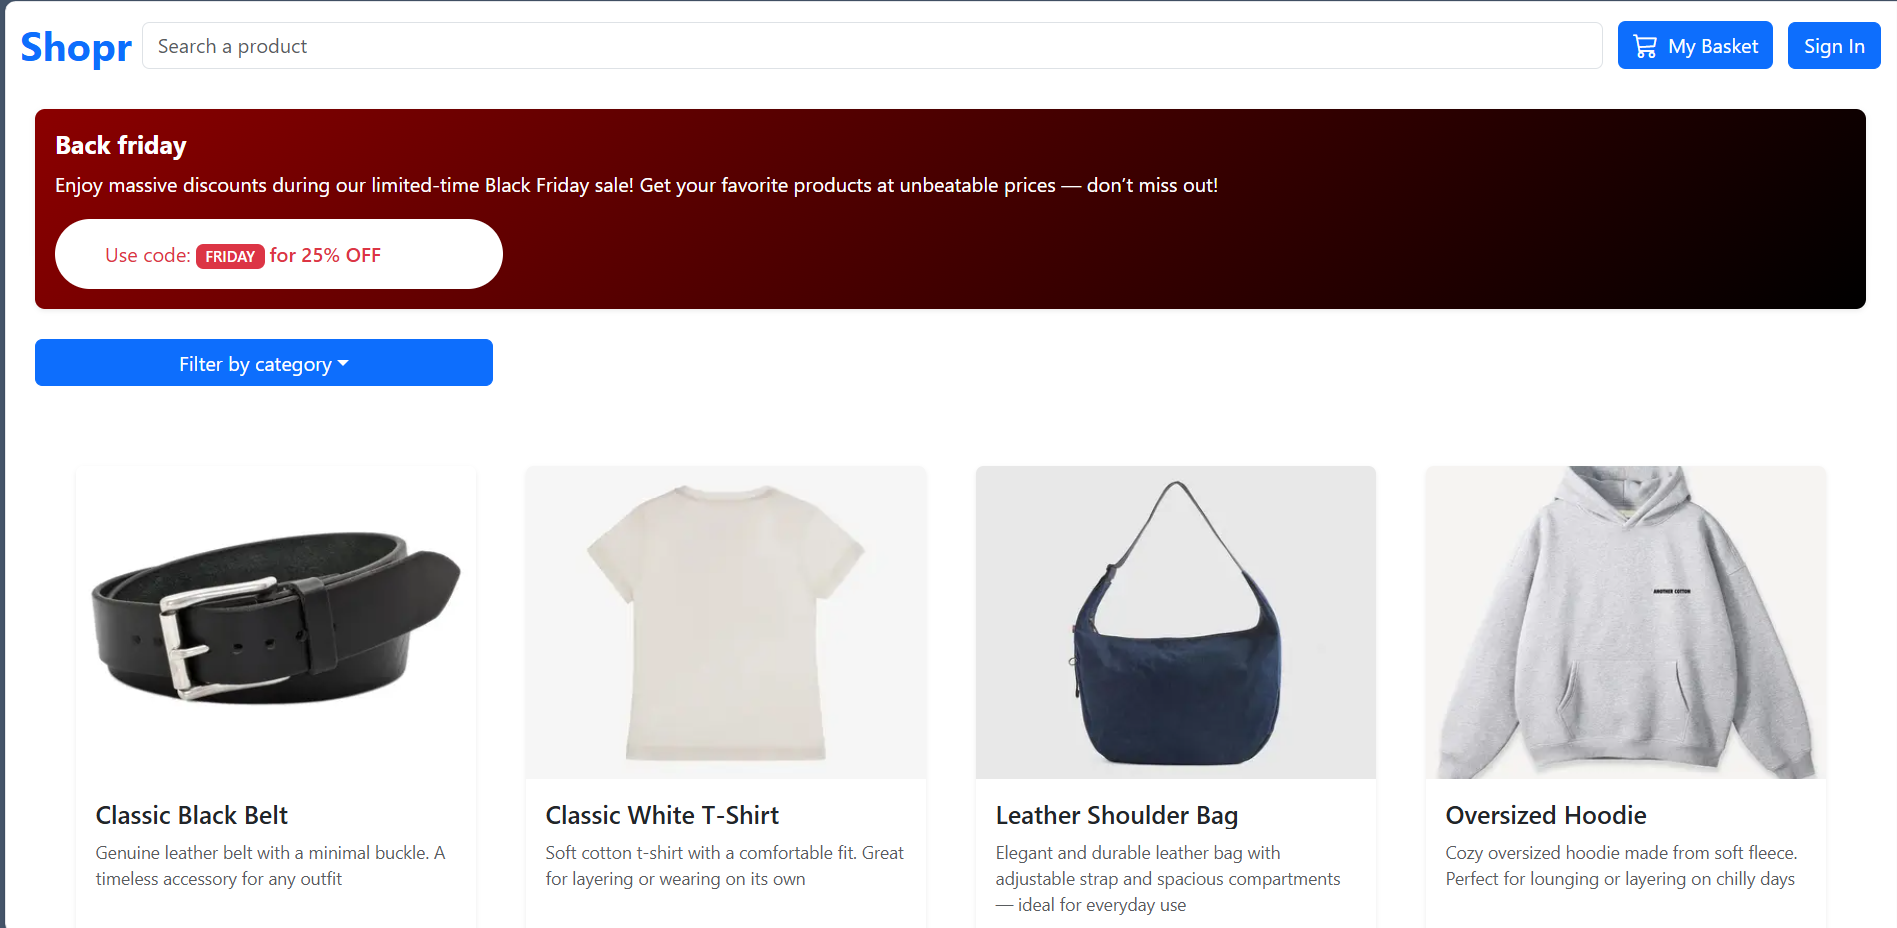 Shopr
Search a product
My Basket
Sign In
Back friday
Enjoy massive discounts during our limited-time Black Friday sale! Get your favorite products at unbeatable prices — don’t miss out!
Use code: FRIDAY for 25% OFF
Filter by category
ANOTHER COTTON
Classic Black Belt
Genuine leather belt with a minimal buckle. A
timeless accessory for any outfit
Classic White T-Shirt
Soft cotton t-shirt with a comfortable fit. Great
for layering or wearing on its own
Leather Shoulder Bag
Elegant and durable leather bag with
adjustable strap and spacious compartments
— ideal for everyday use
Oversized Hoodie
Cozy oversized hoodie made from soft fleece.
Perfect for lounging or layering on chilly days